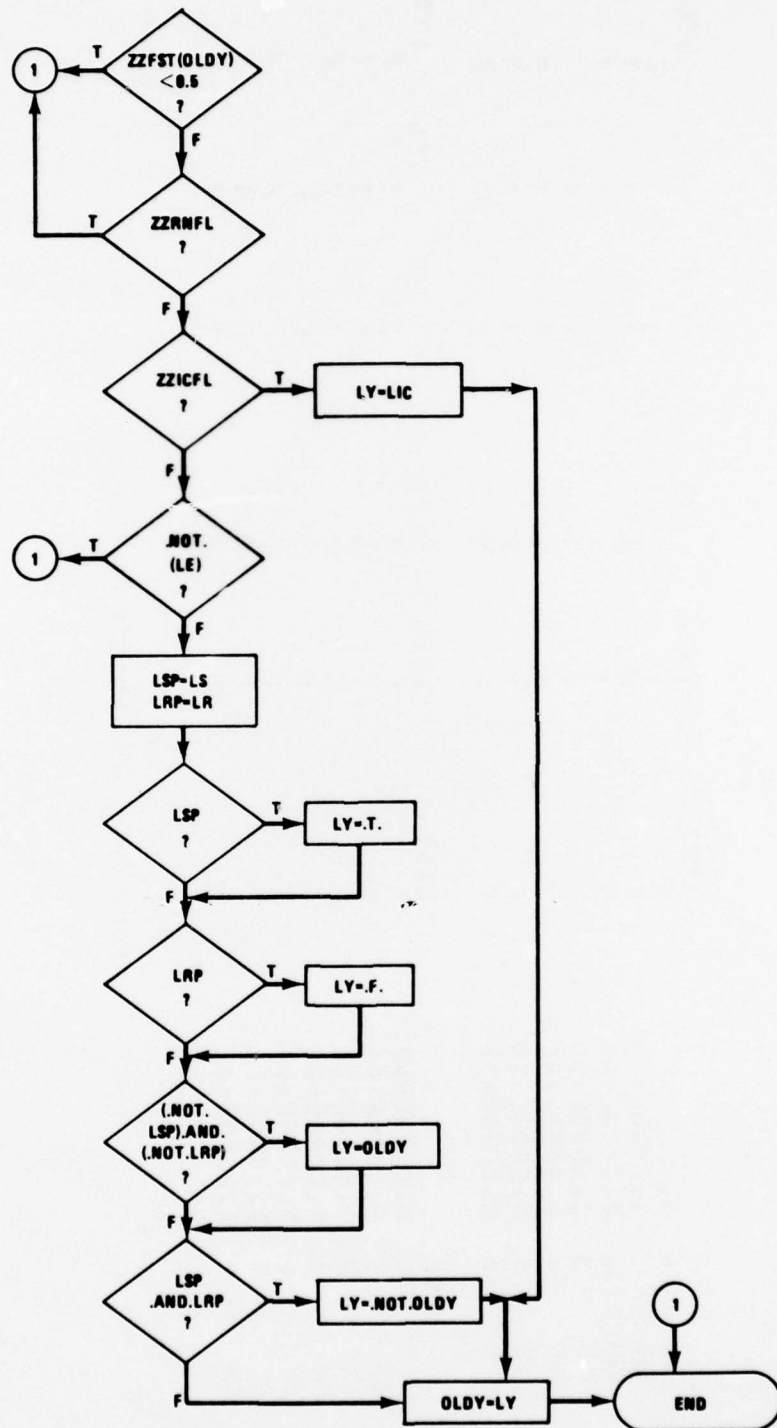 1
T
ZZFST(OLDY)
<0.5
?
F
T
ZZRNFL
?
F
ZZICFL
?
T
LY=LIC
F
1
T
.NOT.
(LE)
?
F
LSP=LS
LRP=LR
LSP
?
T
LY=.T.
F
LRP
?
T
LY=.F.
F
(.NOT.
LSP).AND.
(.NOT.LRP)
?
T
LY=OLDY
F
LSP
.AND.LRP
?
T
LY=.NOT.OLDY
1
F
OLDY=LY
END